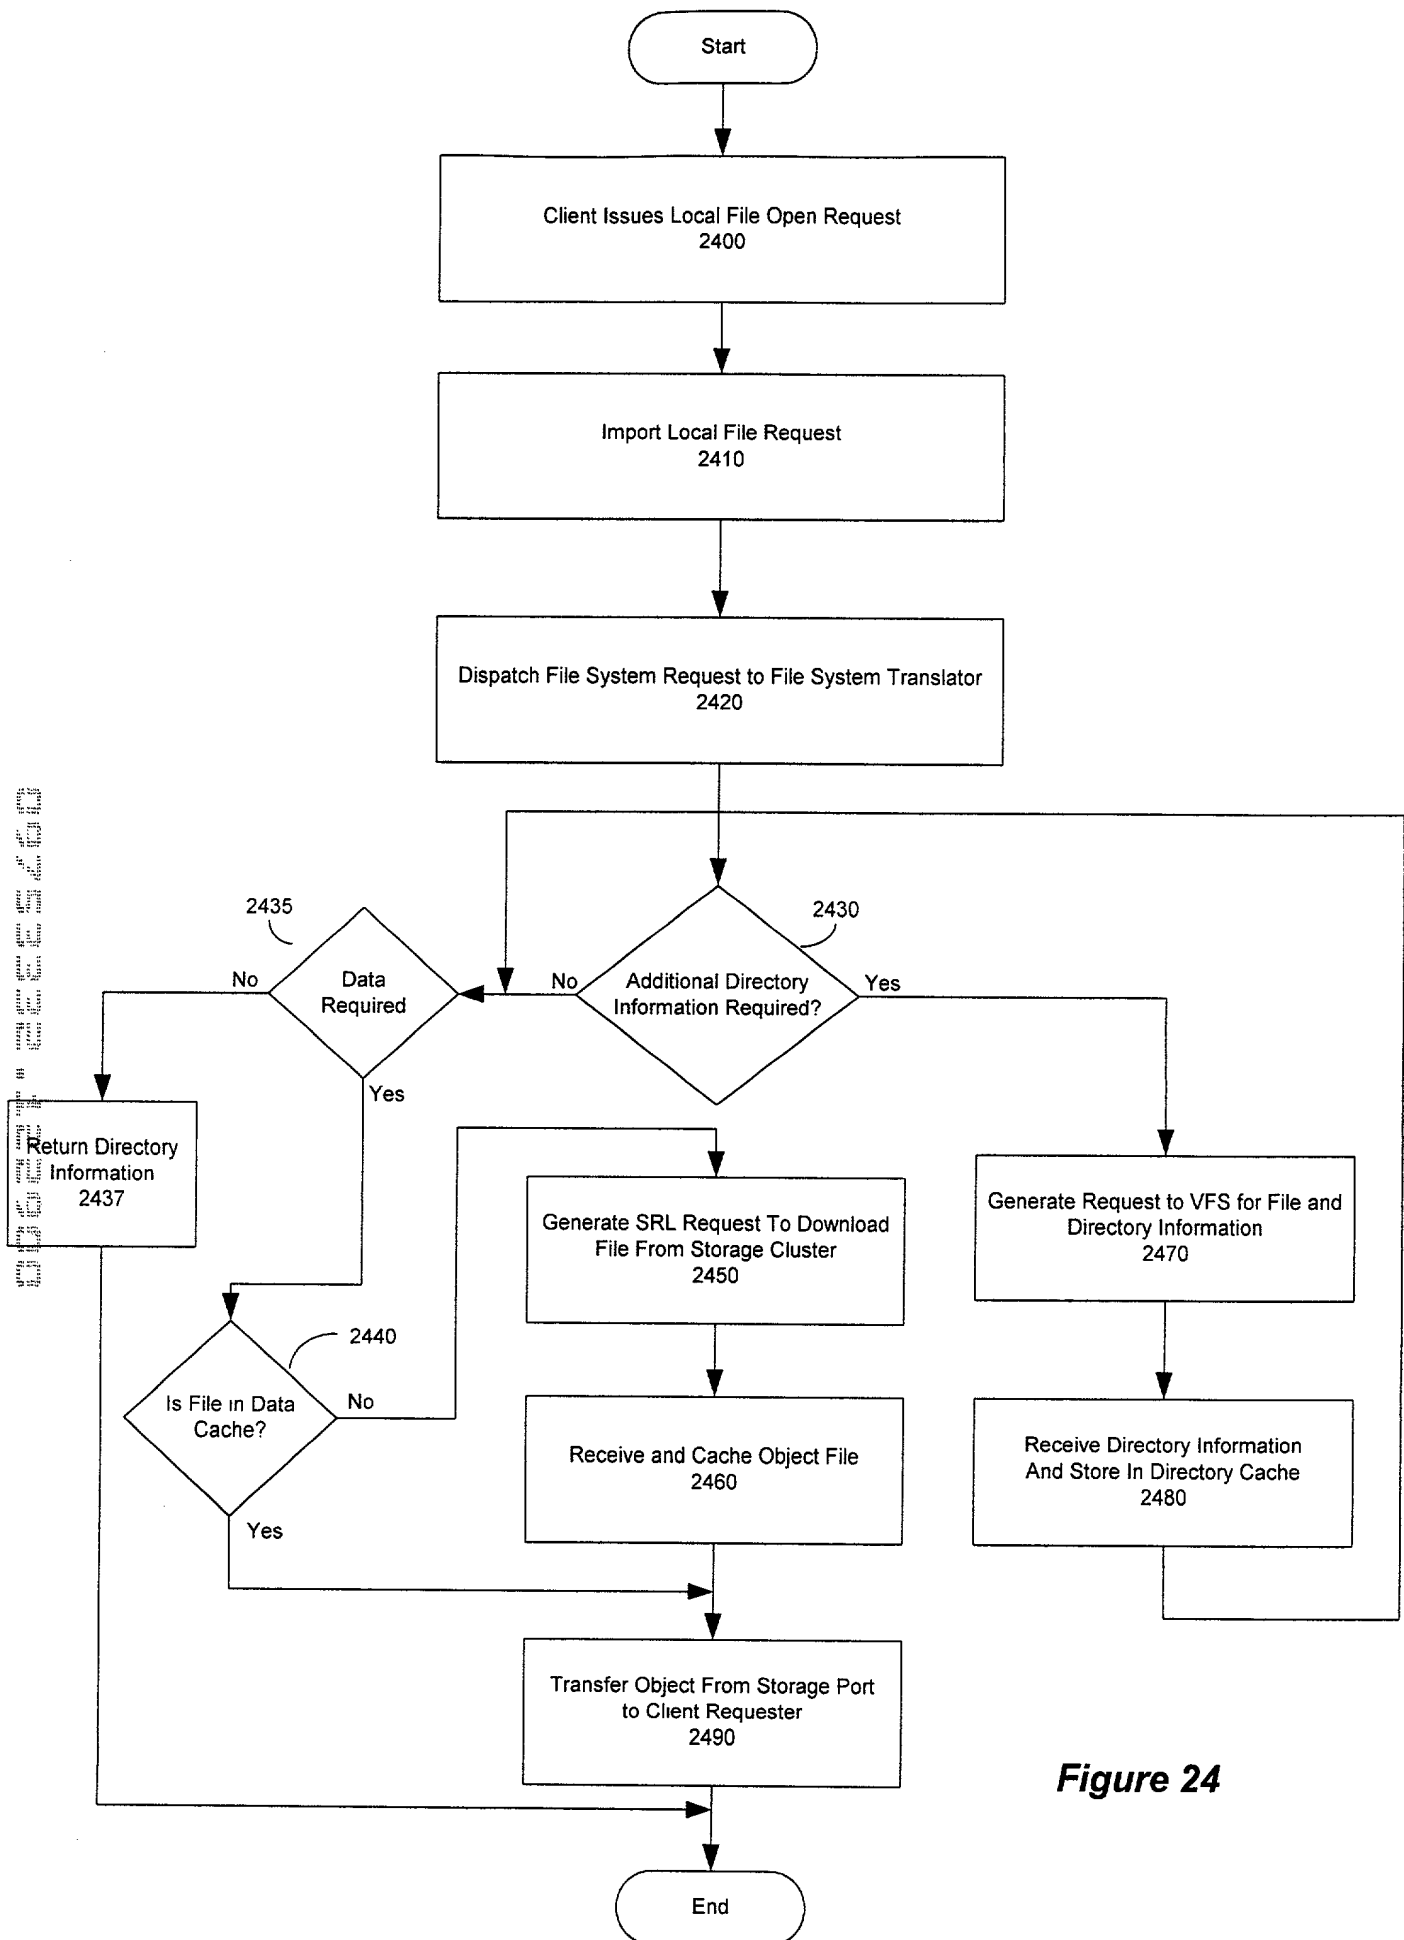 Start
Client Issues Local File Open Request
2400
Import Local File Request
2410
Dispatch File System Request to File System Translator
2420
2435
2430
No
Data
Required
No
Additional Directory
Information Required?
Yes
Yes
Return Directory
Information
2437
Generate SRL Request To Download
File From Storage Cluster
2450
Generate Request to VFS for File and
Directory Information
2470
2440
Is File in Data
Cache?
No
Receive and Cache Object File
2460
Receive Directory Information
And Store In Directory Cache
2480
Yes
Transfer Object From Storage Port
to Client Requester
2490
Figure 24
End